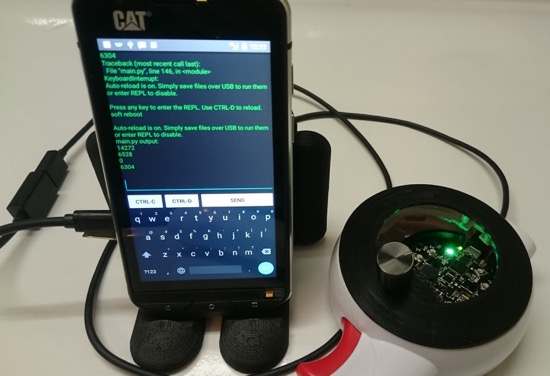 CAT
6304
Traceback (most recent call last):
File "main.py", line 146, in <module>
KeyboardInterrupt:
Auto-reload is on. Simply save files over USB to run them
or enter REPL to disable.
Press any key to enter the REPL. Use CTRL-D to reload.
soft reboot
Auto-reload is on. Simply save files over USB to run them
or enter REPL to disable.
main.py output:
14272
6528
0
6304
CTRL-C CTRL-D SEND
q w e r t y u i o p
a s d f g h j k l
z x c v b n m
?123 , .